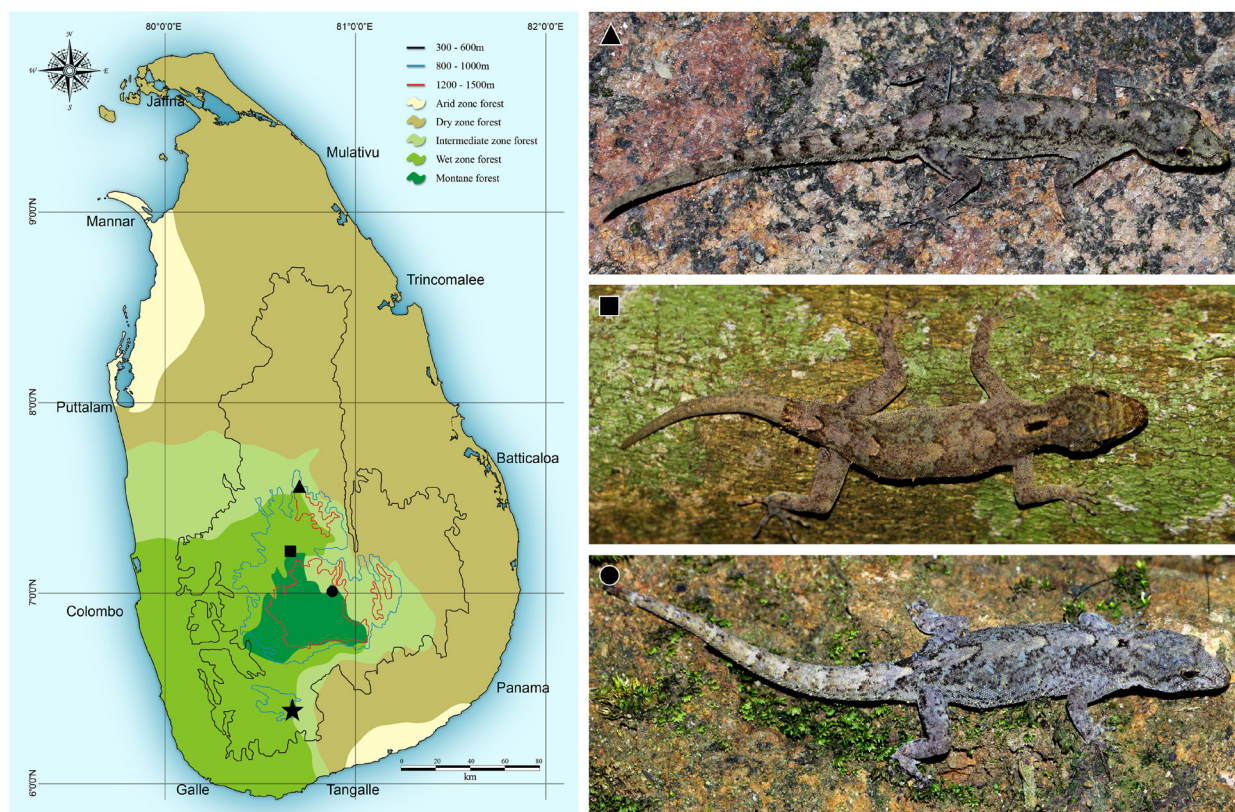 80°0'0"E
81°0'0"E
82°0'0"E
N
W
E
S
300 - 600m
800 - 1000m
1200 - 1500m
Arid zone forest
Dry zone forest
Intermediate zone forest
Wet zone forest
Montane forest
Jaffna
Mulativu
9°0'0"N
Mannar
Trincomalee
8°0'0"N
Puttalam
Batticaloa
7°0'0"N
Colombo
Panama
0 20 40 60 80
km
6°0'0"N
Galle
Tangalle